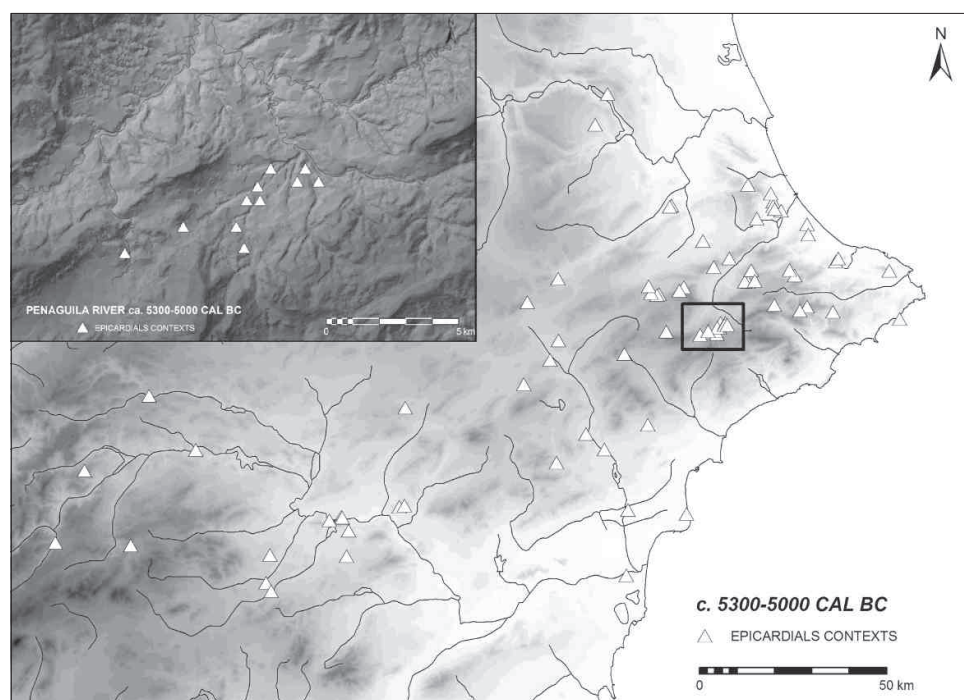 PENAGUILA RIVER ca. 5300-5000 CAL BC
EPICARDIALS CONTEXTS
0 5 km
N
c. 5300-5000 CAL BC
EPICARDIALS CONTEXTS
0 50 km